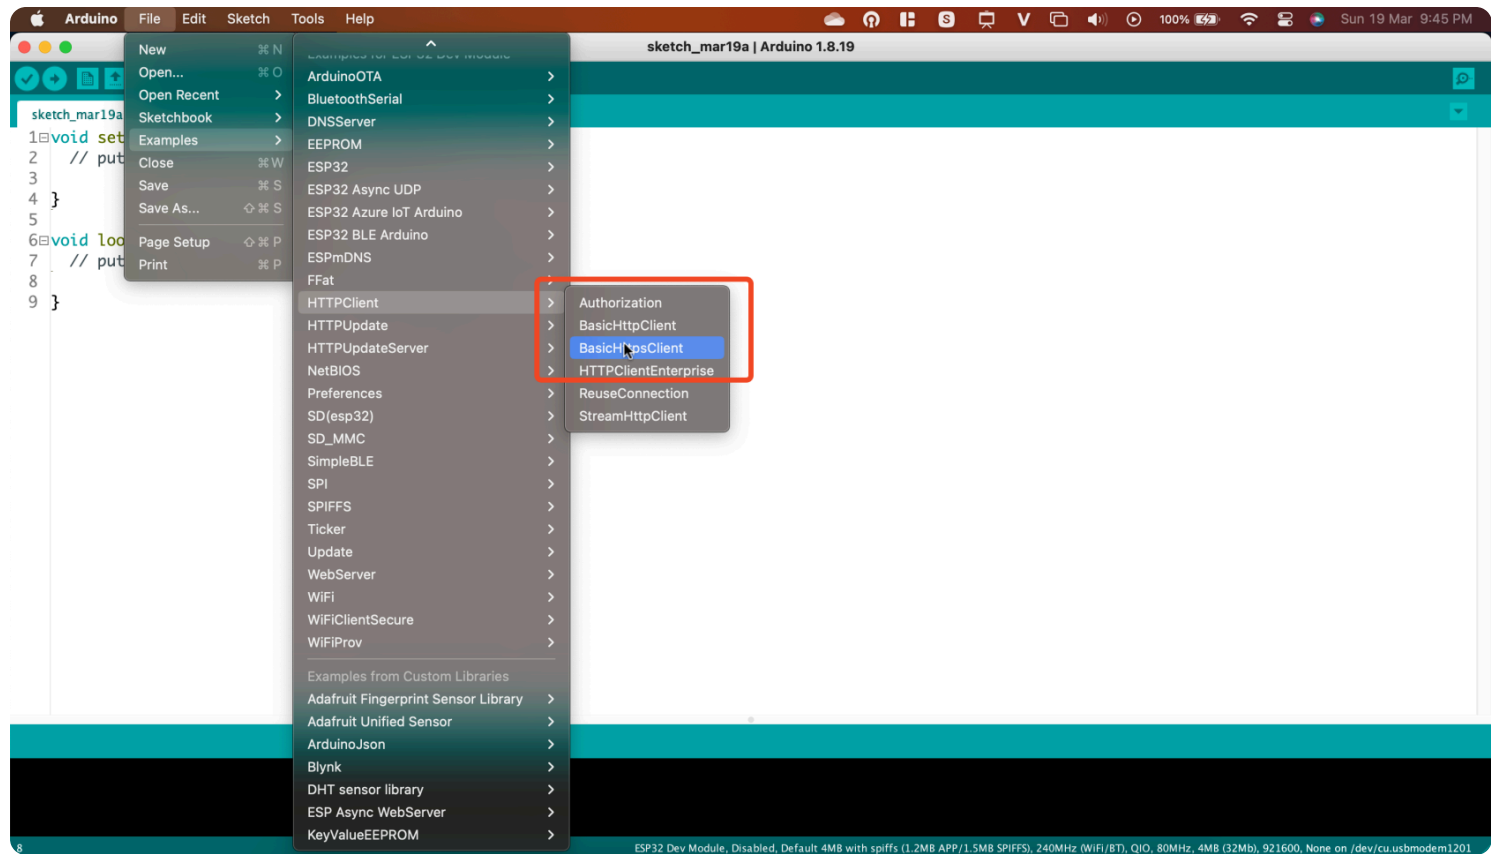 Arduino File Edit Sketch Tools Help
S V 100% Sun 19 Mar 9:45 PM
sketch_mar19a | Arduino 1.8.19
sketch_mar19a
1 void set
2 // put
3
4 }
5
6 void loo
7 // put
8
9 }
New ⌘ N
Open... ⌘ O
Open Recent
Sketchbook
Examples
Close ⌘ W
Save ⌘ S
Save As... ⇧ ⌘ S
Page Setup ⇧ ⌘ P
Print ⌘ P
Examples for ESP32 Dev Module
ArduinoOTA
BluetoothSerial
DNSServer
EEPROM
ESP32
ESP32 Async UDP
ESP32 Azure IoT Arduino
ESP32 BLE Arduino
ESPmDNS
FFat
HTTPClient
HTTPUpdate
HTTPUpdateServer
NetBIOS
Preferences
SD(esp32)
SD_MMC
SimpleBLE
SPI
SPIFFS
Ticker
Update
WebServer
WiFi
WiFiClientSecure
WiFiProv
Examples from Custom Libraries
Adafruit Fingerprint Sensor Library
Adafruit Unified Sensor
ArduinoJson
Blynk
DHT sensor library
ESP Async WebServer
KeyValueEEPROM
Authorization
BasicHttpClient
BasicHttpsClient
HTTPClientEnterprise
ReuseConnection
StreamHttpClient
8
ESP32 Dev Module, Disabled, Default 4MB with spiffs (1.2MB APP/1.5MB SPIFFS), 240MHz (WiFi/BT), QIO, 80MHz, 4MB (32Mb), 921600, None on /dev/cu.usbmodem1201